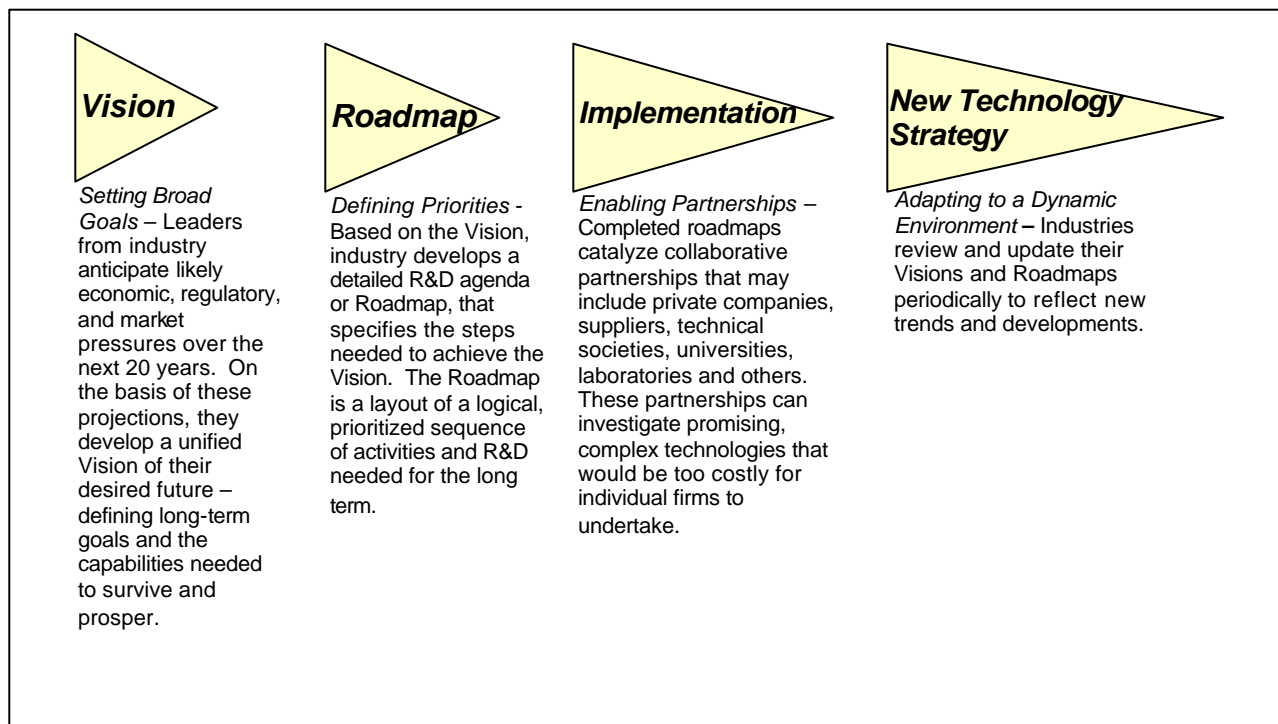 Vision
Setting Broad
Goals – Leaders
from industry
anticipate likely
economic, regulatory,
and market
pressures over the
next 20 years. On
the basis of these
projections, they
develop a unified
Vision of their
desired future –
defining long-term
goals and the
capabilities needed
to survive and
prosper.
Roadmap
Defining Priorities -
Based on the Vision,
industry develops a
detailed R&D agenda
or Roadmap, that
specifies the steps
needed to achieve the
Vision. The Roadmap
is a layout of a logical,
prioritized sequence
of activities and R&D
needed for the long
term.
Implementation
Enabling Partnerships –
Completed roadmaps
catalyze collaborative
partnerships that may
include private companies,
suppliers, technical
societies, universities,
laboratories and others.
These partnerships can
investigate promising,
complex technologies that
would be too costly for
individual firms to
undertake.
New Technology
Strategy
Adapting to a Dynamic
Environment – Industries
review and update their
Visions and Roadmaps
periodically to reflect new
trends and developments.